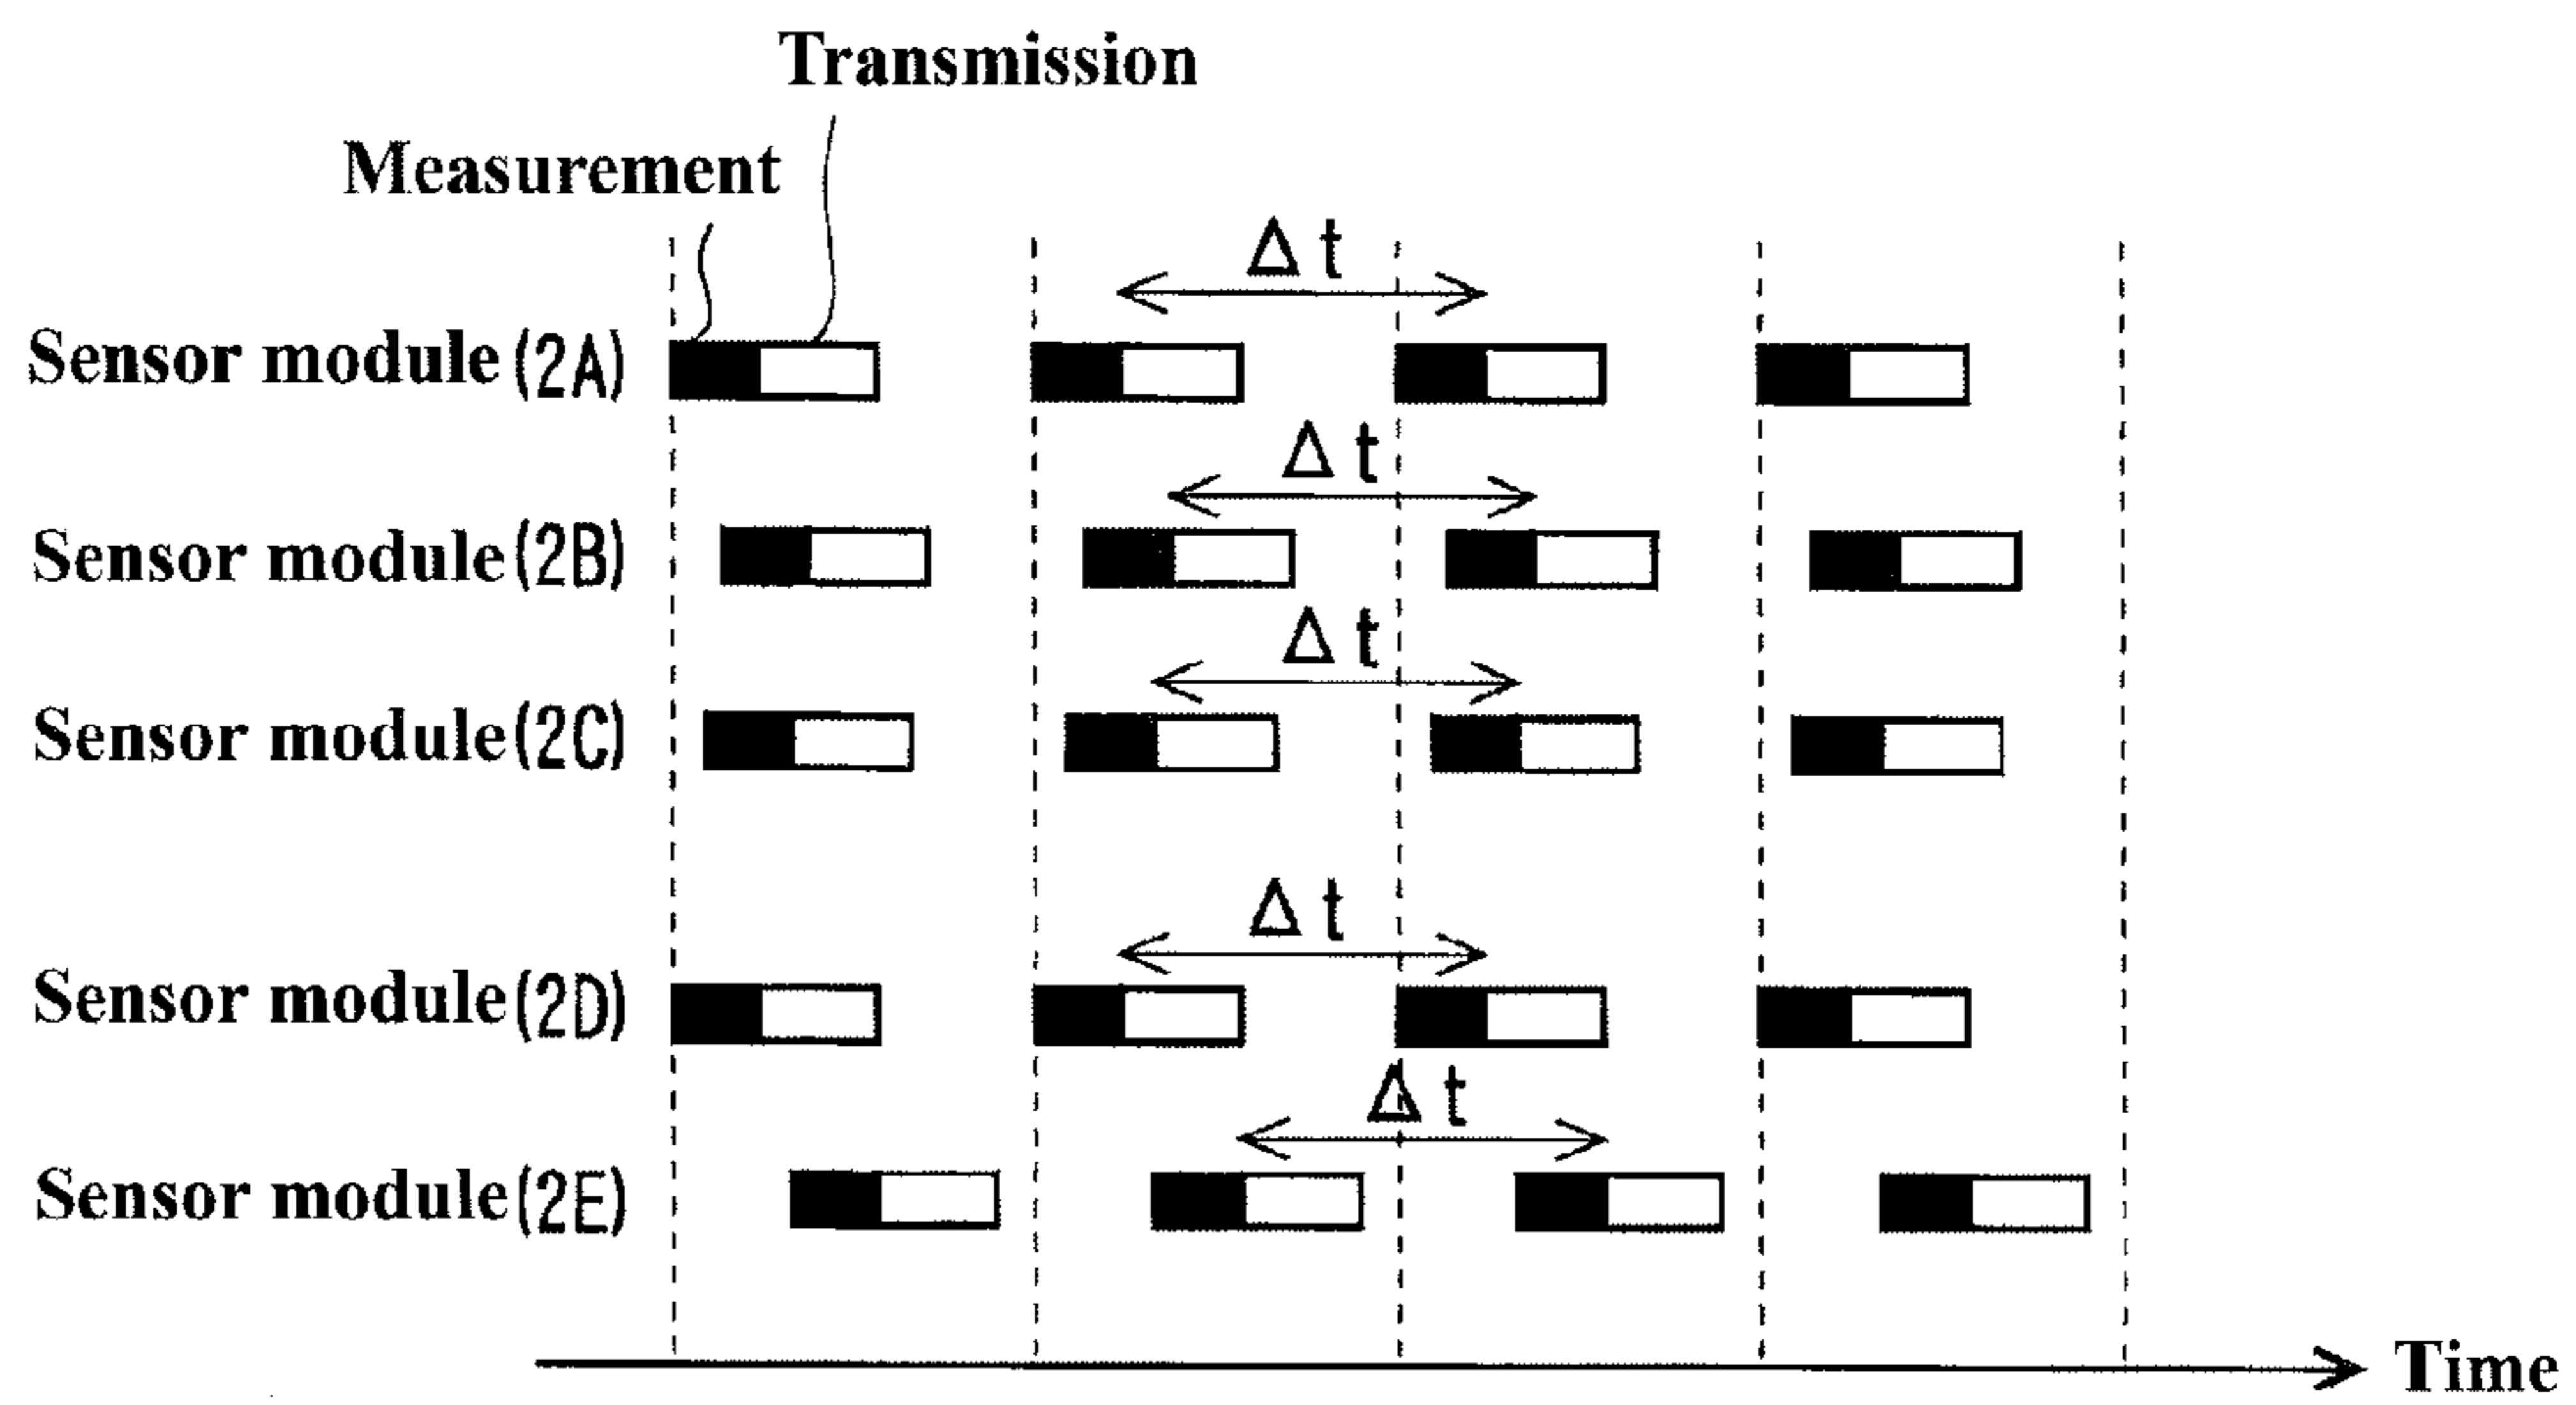 Transmission
Measurement
Δt
Sensor module(2A)
Δt
Sensor module(2B)
Δt
Sensor module(2C)
Δt
Sensor module(2D)
Δt
Sensor module(2E)
Time